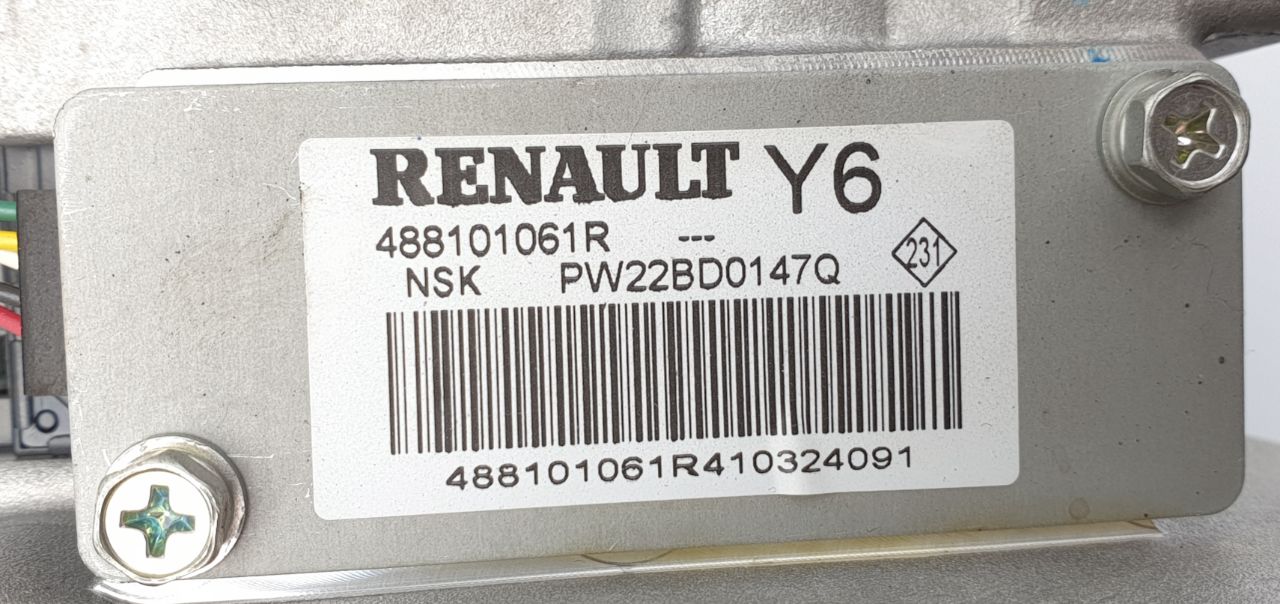 RENAULT Y6
488101061R ---
231
NSK PW22BD0147Q
488101061R410324091